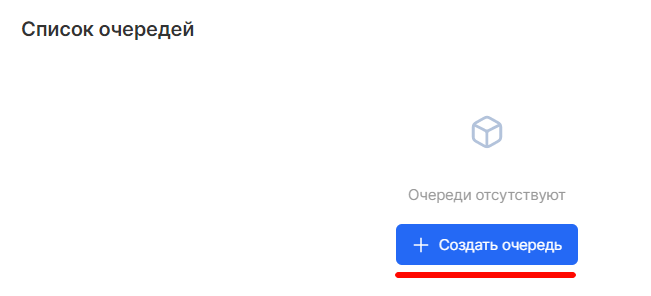 Список очередей
Очереди отсутствуют
Создать очередь